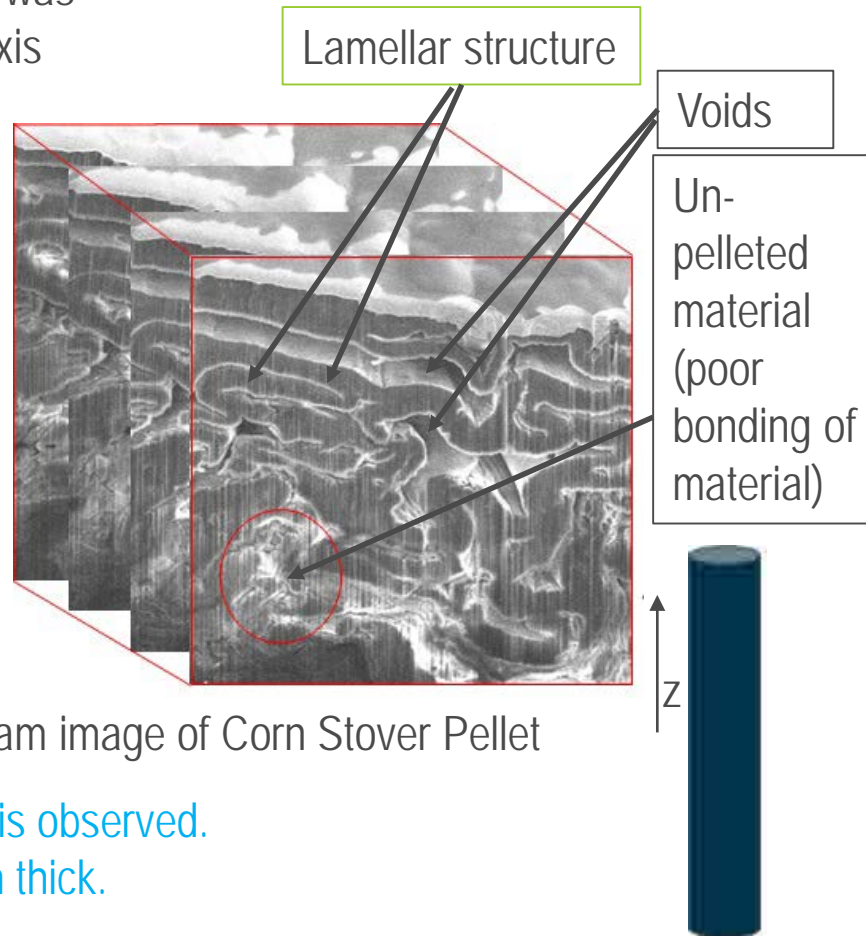 was
xis
Lamellar structure
Voids
Un-
pelleted
material
(poor
bonding of
material)
Z
am image of Corn Stover Pellet
is observed.
thick.